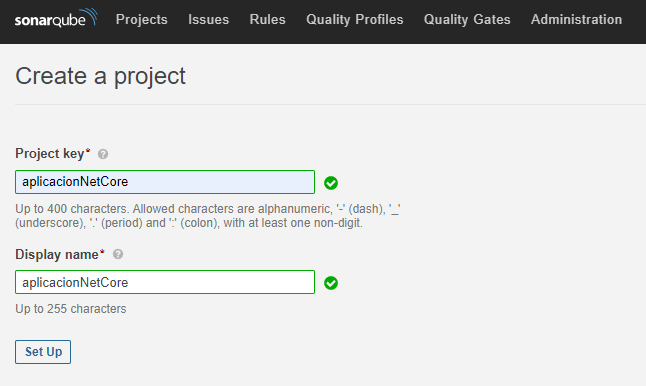 sonarqube Projects Issues Rules Quality Profiles Quality Gates Administration
Create a project
Project key* ?
aplicacionNetCore
Up to 400 characters. Allowed characters are alphanumeric, '-' (dash), '_'
(underscore), '.' (period) and ':' (colon), with at least one non-digit.
Display name* ?
aplicacionNetCore
Up to 255 characters
Set Up